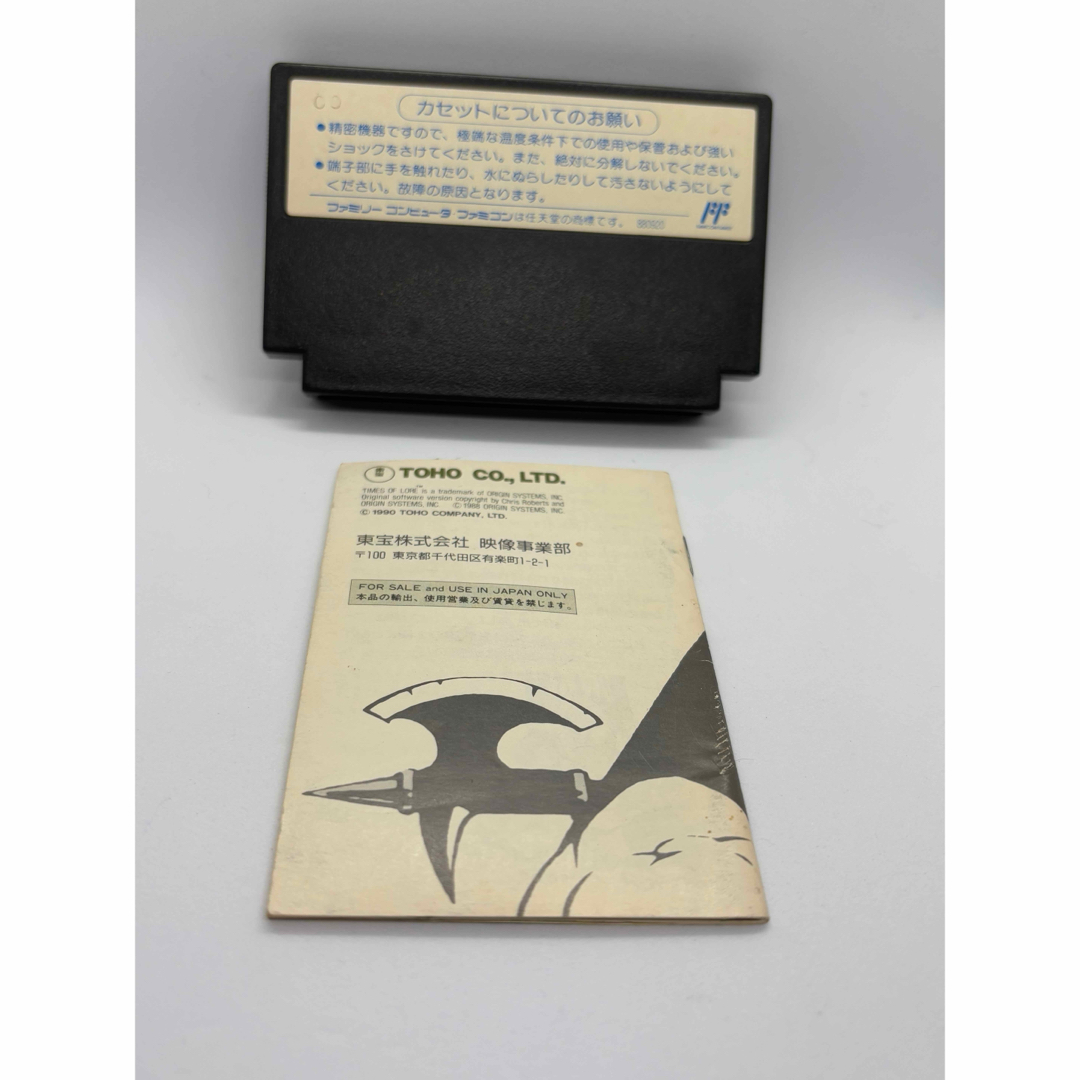 カセットについてのお願い
●精密機器ですので、極端な温度条件下での使用や保管および強い
ショックをさけてください。また、絶対に分解しないでください。
●端子部に手を触れたり、水にぬらしたりして汚さないようにして
ください。故障の原因となります。
ファミリーコンピュータ ファミコンは任天堂の商標です。 880920
TOHO CO., LTD.
TIMES OF LORE™ is a trademark of ORIGIN SYSTEMS, INC.
Original software version copyright by Chris Roberts and
ORIGIN SYSTEMS, INC ©1988 ORIGIN SYSTEMS, INC.
© 1990 TOHO COMPANY, LTD.
東宝株式会社 映像事業部
〒100 東京都千代田区有楽町1-2-1
FOR SALE and USE IN JAPAN ONLY
本品の輸出、使用営業及び賃貸を禁じます。